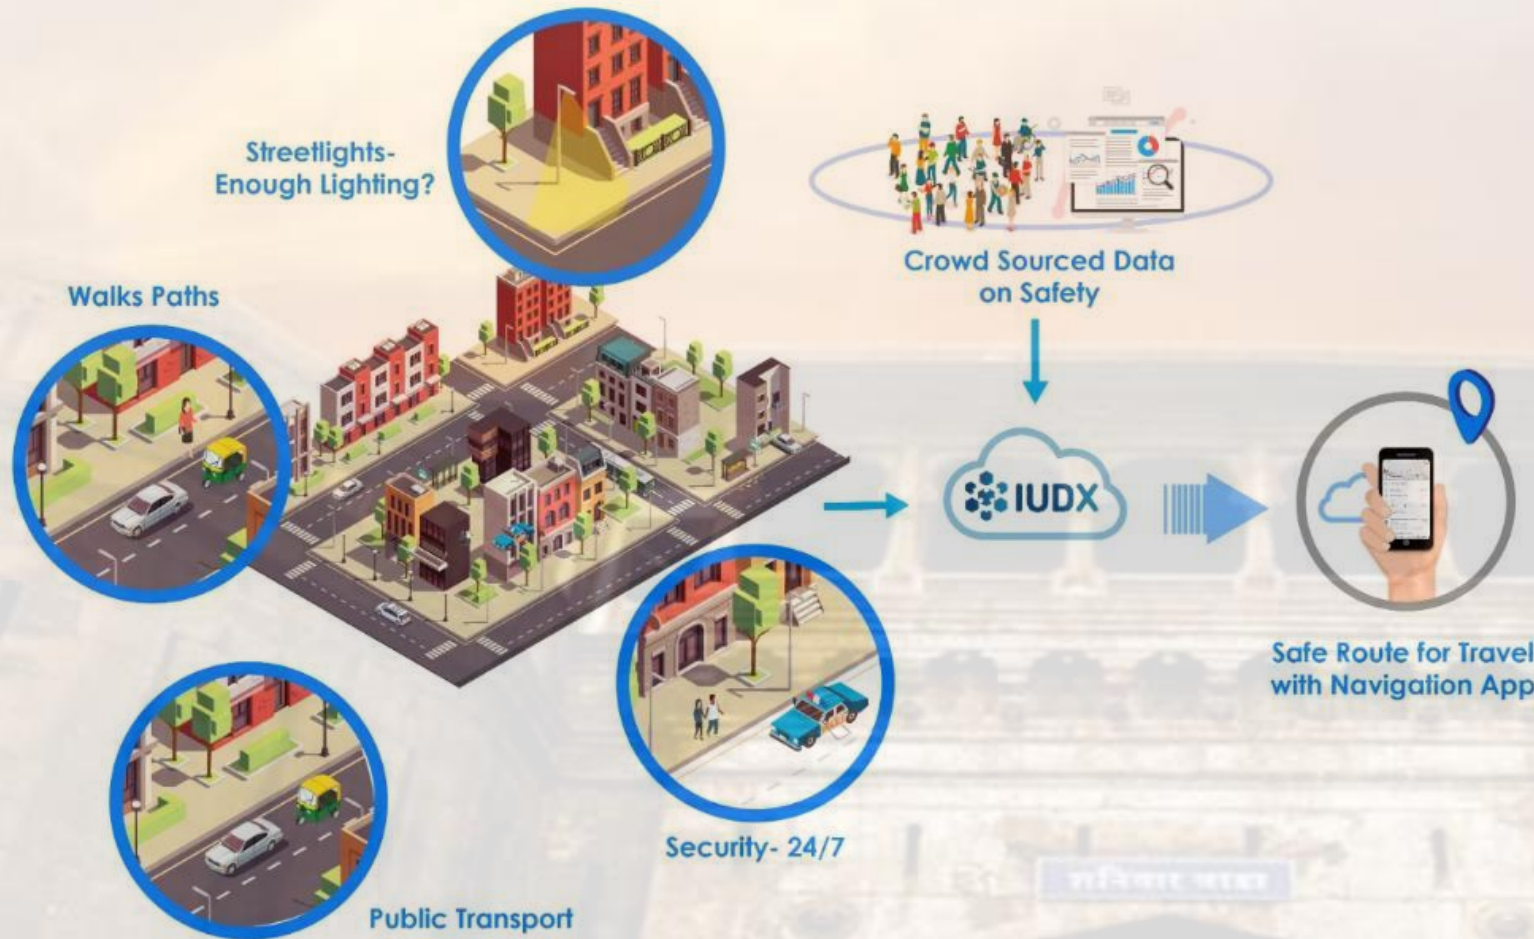 Streetlights-
Enough Lighting?
Crowd Sourced Data
on Safety
Walks Paths
IUDX
Safe Route for Travel
with Navigation App
Security- 24/7
Public Transport
शनिवार वाडा